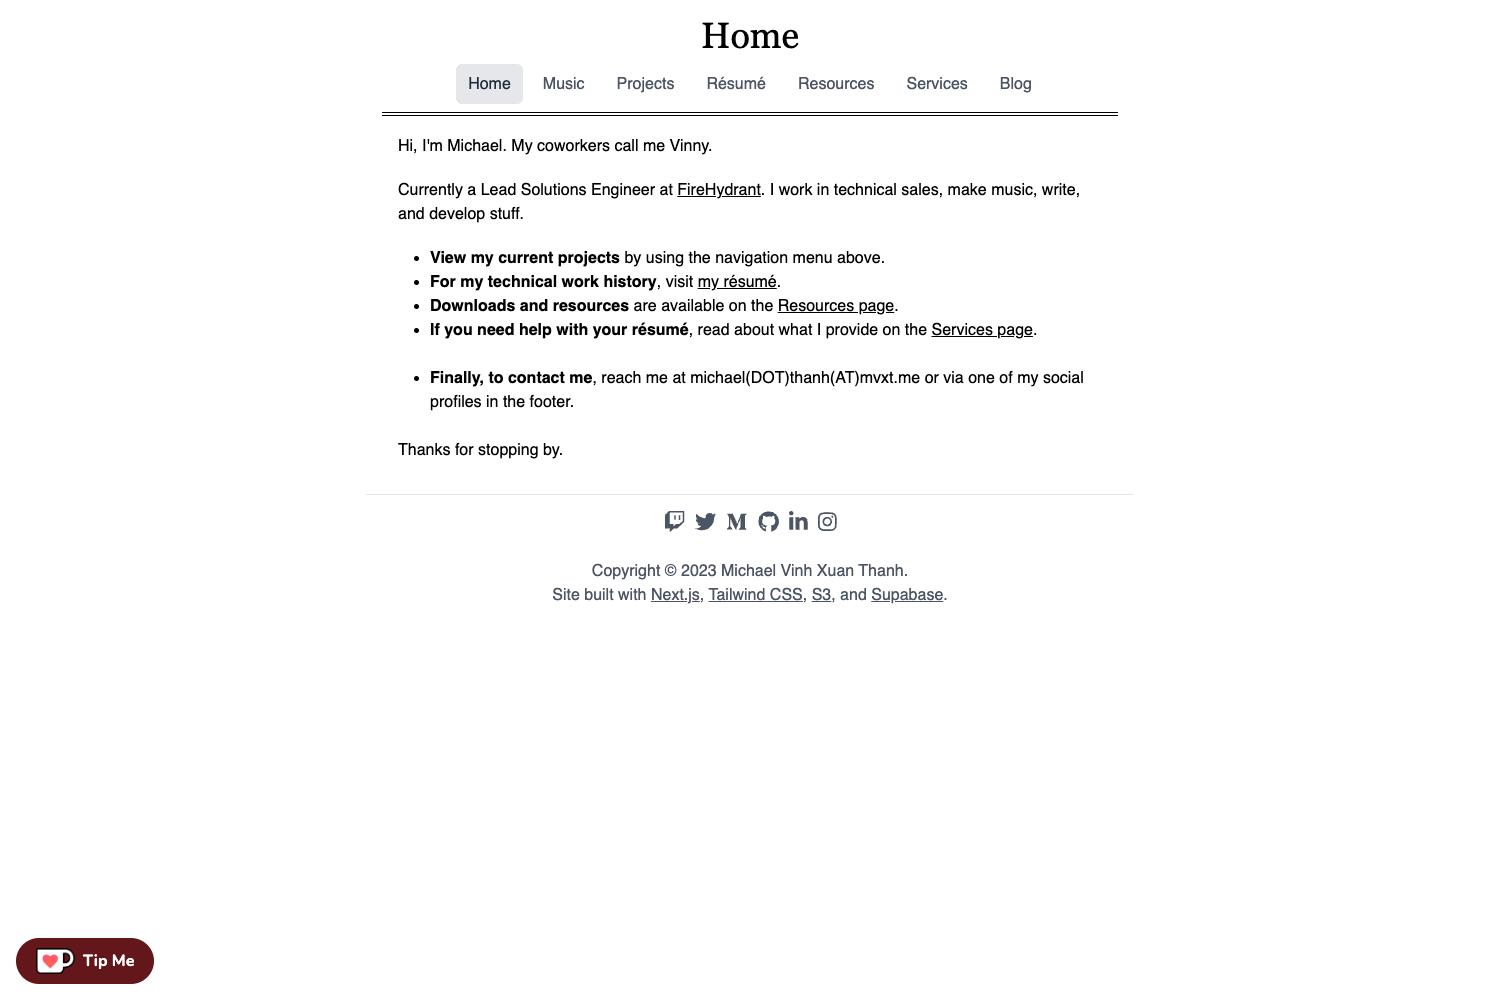 Home
Home Music Projects Résumé Resources Services Blog
Hi, I'm Michael. My coworkers call me Vinny.
Currently a Lead Solutions Engineer at FireHydrant. I work in technical sales, make music, write,
and develop stuff.
• View my current projects by using the navigation menu above.
• For my technical work history, visit my résumé.
• Downloads and resources are available on the Resources page.
• If you need help with your résumé, read about what I provide on the Services page.
• Finally, to contact me, reach me at michael(DOT)thanh(AT)mvxt.me or via one of my social
profiles in the footer.
Thanks for stopping by.
Copyright © 2023 Michael Vinh Xuan Thanh.
Site built with Next.js, Tailwind CSS, S3, and Supabase.
Tip Me